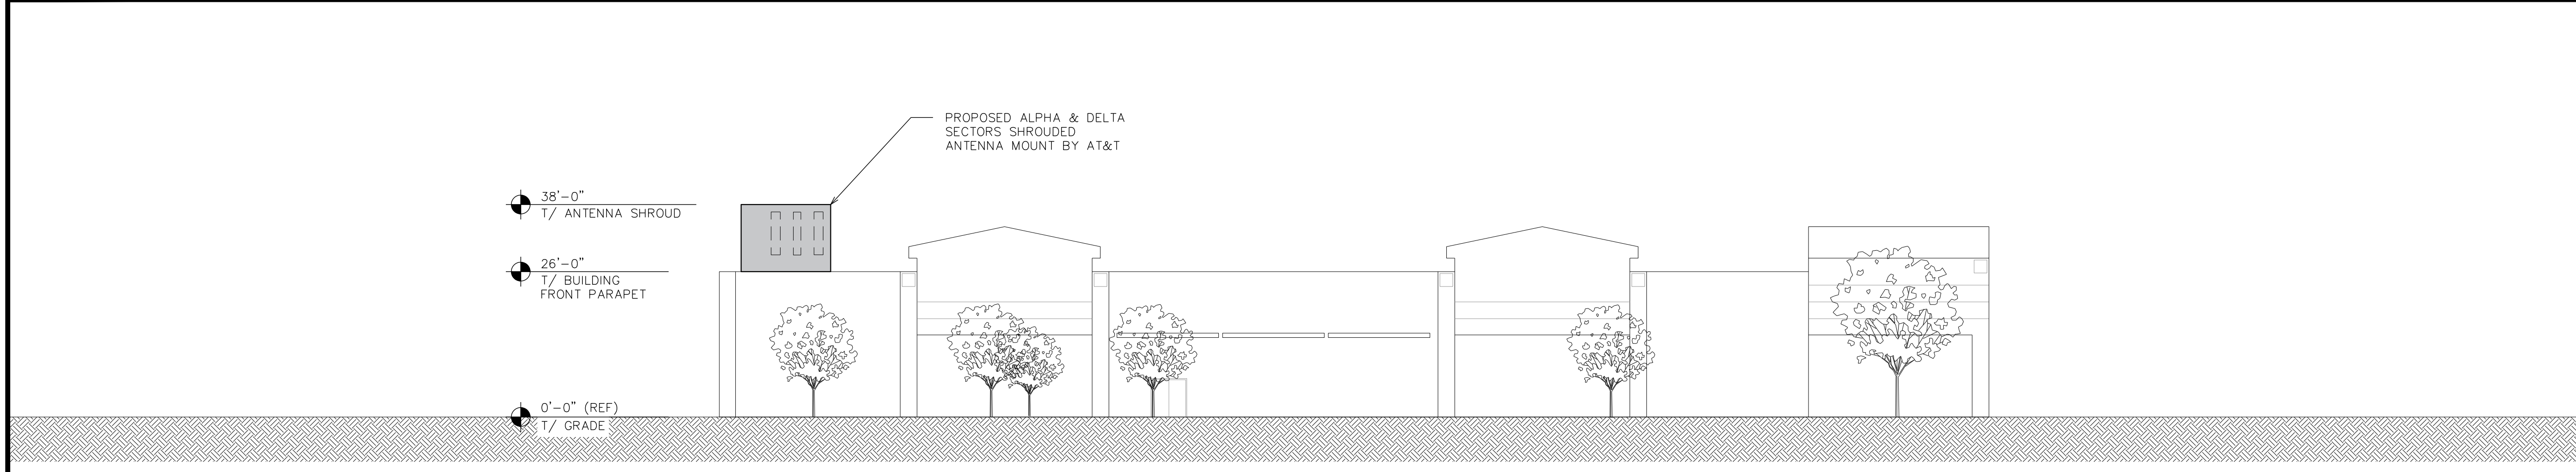 PROPOSED ALPHA & DELTA
SECTORS SHROUDED
ANTENNA MOUNT BY AT&T
38'-0"
T/ ANTENNA SHROUD
26'-0"
T/ BUILDING
FRONT PARAPET
0'-0" (REF)
T/ GRADE